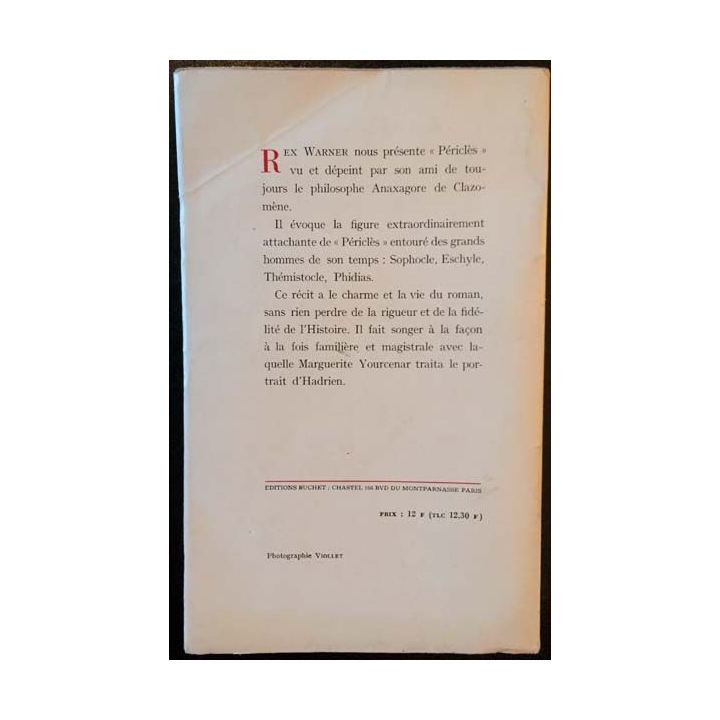 REX WARNER nous présente « Périclès »
vu et dépeint par son ami de tou-
jours le philosophe Anaxagore de Clazo-
mène.
Il évoque la figure extraordinairement
attachante de « Périclès » entouré des grands
hommes de son temps : Sophocle, Eschyle,
Thémistocle, Phidias.
Ce récit a le charme et la vie du roman,
sans rien perdre de la rigueur et de la fidé-
lité de l'Histoire. Il fait songer à la façon
à la fois familière et magistrale avec la-
quelle Marguerite Yourcenar traita le por-
trait d'Hadrien.
EDITIONS BUCHET / CHASTEL 166 BVD DU MONTPARNASSE PARIS
PRIX : 12 F (TLC 12,30 F)
Photographie VIOLLET